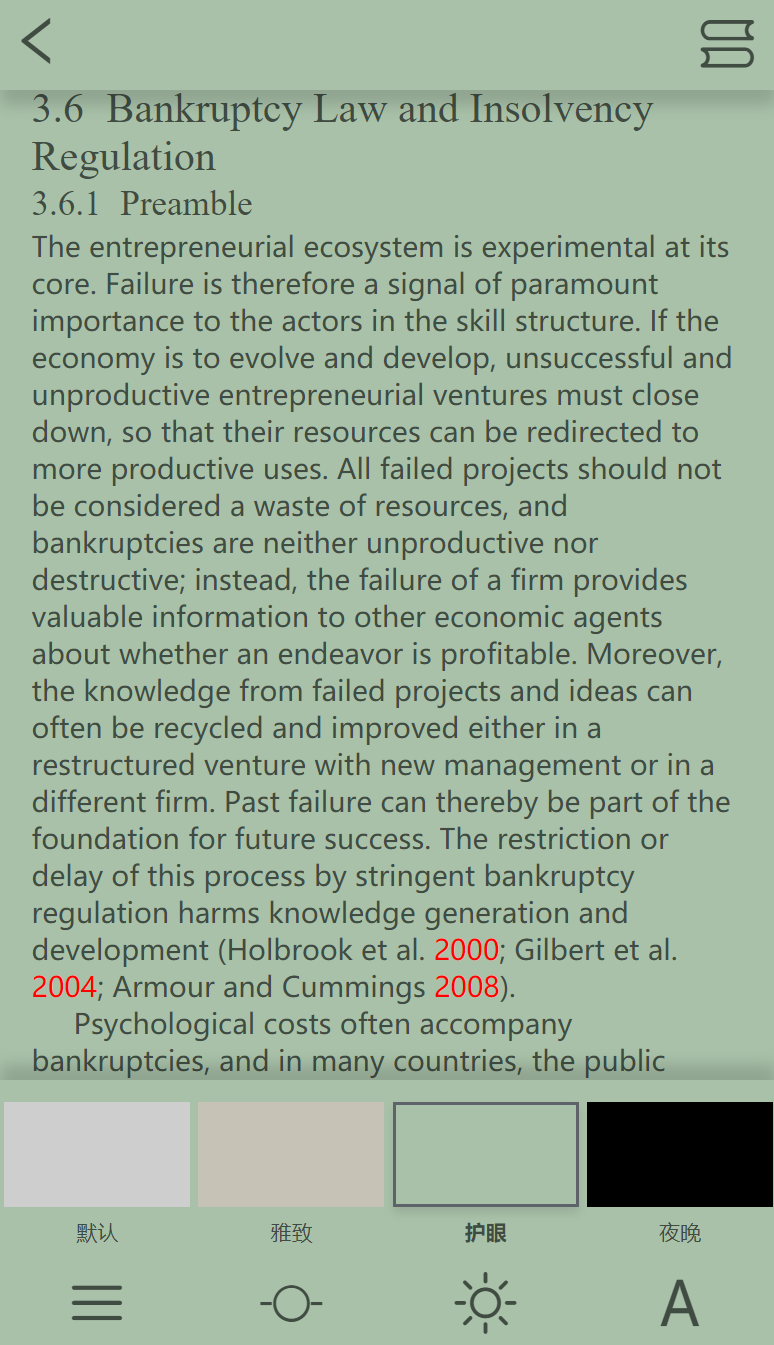 3.6 Bankruptcy Law and Insolvency
Regulation
3.6.1 Preamble
The entrepreneurial ecosystem is experimental at its
core. Failure is therefore a signal of paramount
importance to the actors in the skill structure. If the
economy is to evolve and develop, unsuccessful and
unproductive entrepreneurial ventures must close
down, so that their resources can be redirected to
more productive uses. All failed projects should not
be considered a waste of resources, and
bankruptcies are neither unproductive nor
destructive; instead, the failure of a firm provides
valuable information to other economic agents
about whether an endeavor is profitable. Moreover,
the knowledge from failed projects and ideas can
often be recycled and improved either in a
restructured venture with new management or in a
different firm. Past failure can thereby be part of the
foundation for future success. The restriction or
delay of this process by stringent bankruptcy
regulation harms knowledge generation and
development (Holbrook et al. 2000; Gilbert et al.
2004; Armour and Cummings 2008).
Psychological costs often accompany
bankruptcies, and in many countries, the public
默认 雅致 护眼 夜晚
A